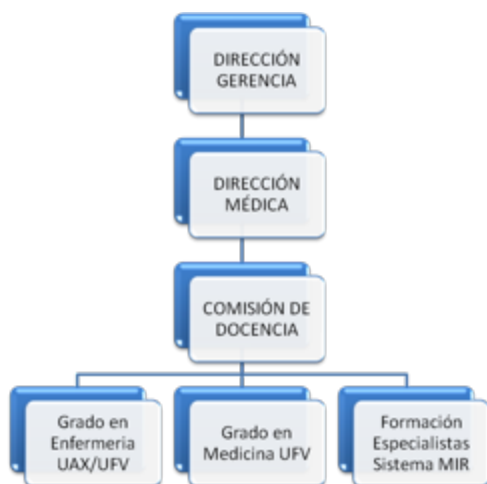 DIRECCIÓN
GERENCIA
DIRECCIÓN
MÉDICA
COMISIÓN DE
DOCENCIA
Grado en
Enfermeria
UAX/UFV
Grado en
Medicina UFV
Formación
Especialistas
Sistema MIR